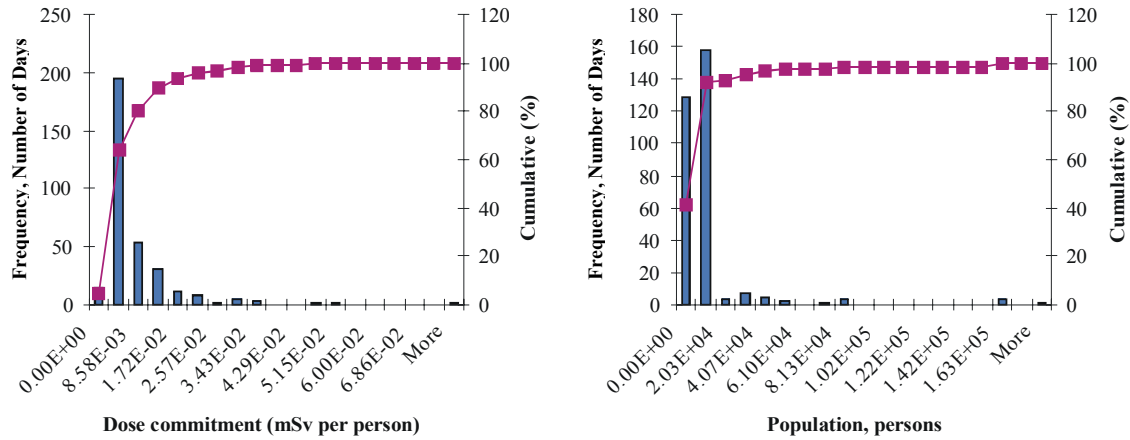 250
200
150
100
50
0
120
100
80
60
40
20
0
Frequency, Number of Days
Cumulative (%)
0.00E+00
8.58E-03
1.72E-02
2.57E-02
3.43E-02
4.29E-02
5.15E-02
6.00E-02
6.86E-02
More
Dose commitment (mSv per person)
180
160
140
120
100
80
60
40
20
0
120
100
80
60
40
20
0
Frequency, Number of Days
Cumulative (%)
0.00E+00
2.03E+04
4.07E+04
6.10E+04
8.13E+04
1.02E+05
1.22E+05
1.42E+05
1.63E+05
More
Population, persons